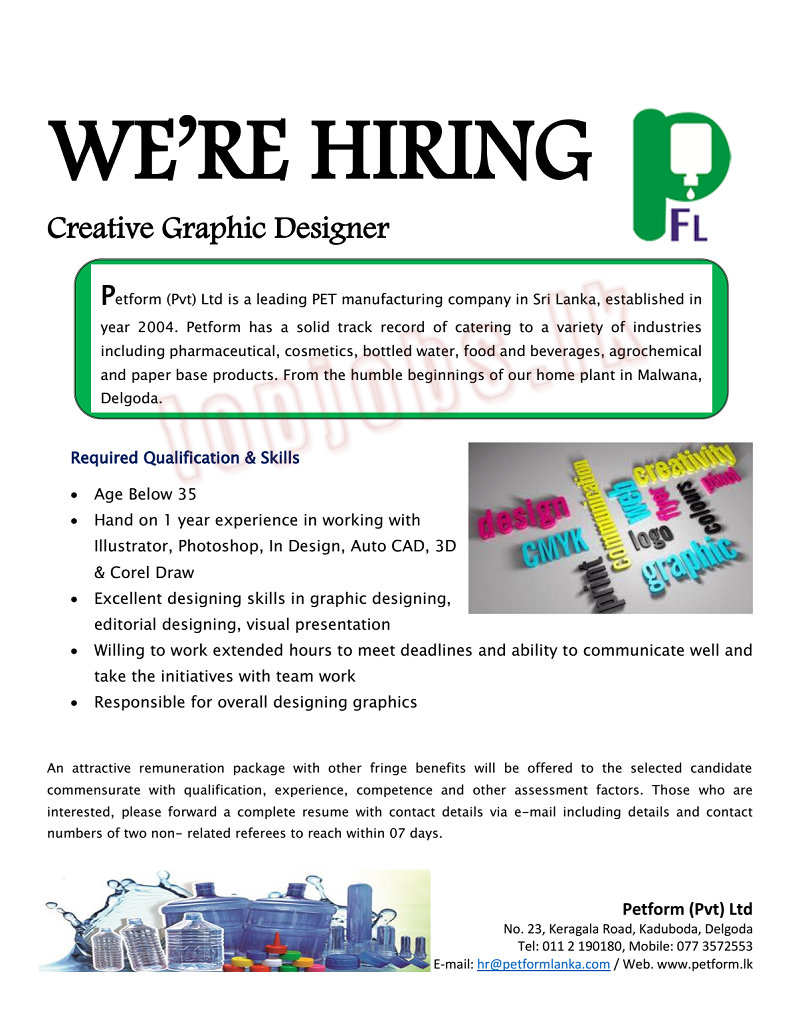 WE'RE HIRING
PFL
Creative Graphic Designer
Petform (Pvt) Ltd is a leading PET manufacturing company in Sri Lanka, established in
year 2004. Petform has a solid track record of catering to a variety of industries
including pharmaceutical, cosmetics, bottled water, food and beverages, agrochemical
and paper base products. From the humble beginnings of our home plant in Malwana,
Delgoda.
topjobs.lk
Required Qualification & Skills
• Age Below 35
• Hand on 1 year experience in working with
Illustrator, Photoshop, In Design, Auto CAD, 3D
& Corel Draw
• Excellent designing skills in graphic designing,
editorial designing, visual presentation
• Willing to work extended hours to meet deadlines and ability to communicate well and
take the initiatives with team work
• Responsible for overall designing graphics
design
CMYK
communication
print
web
creativity
flyer
logo
colours
pixel
graphic
An attractive remuneration package with other fringe benefits will be offered to the selected candidate
commensurate with qualification, experience, competence and other assessment factors. Those who are
interested, please forward a complete resume with contact details via e-mail including details and contact
numbers of two non- related referees to reach within 07 days.
Petform (Pvt) Ltd
No. 23, Keragala Road, Kaduboda, Delgoda
Tel: 011 2 190180, Mobile: 077 3572553
E-mail: hr@petformlanka.com / Web. www.petform.lk